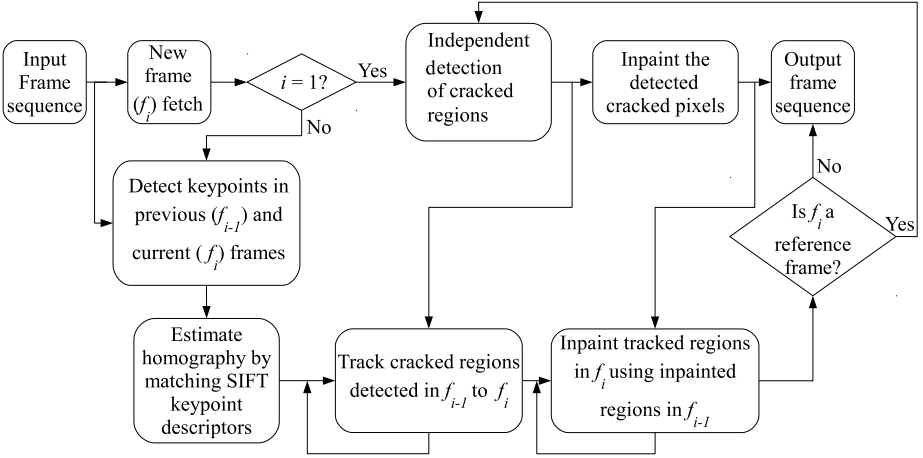 Input
Frame
sequence
New
frame
(f_i) fetch
i = 1?
Yes
No
Independent
detection
of cracked
regions
Inpaint the
detected
cracked pixels
Output
frame
sequence
Detect keypoints in
previous (f_{i-1}) and
current (f_i) frames
No
Is f_i a
reference
frame?
Yes
Estimate
homography by
matching SIFT
keypoint
descriptors
Track cracked regions
detected in f_{i-1} to f_i
Inpaint tracked regions
in f_i using inpainted
regions in f_{i-1}